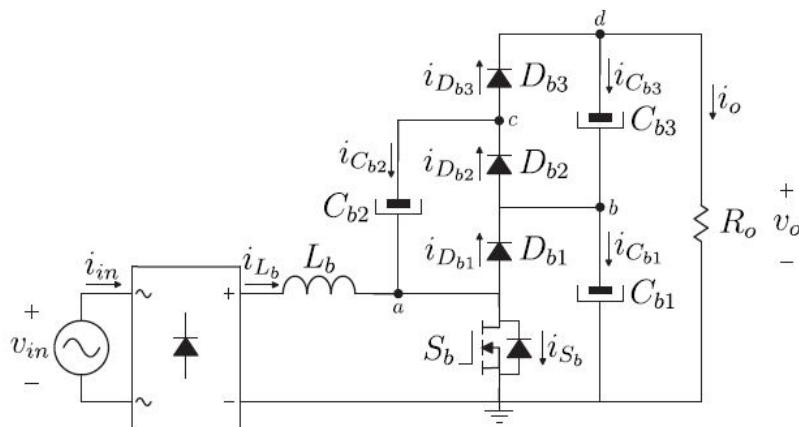 d
i_{D_{b3}} D_{b3} i_{C_{b3}} C_{b3} i_o
c
i_{C_{b2}} i_{D_{b2}} D_{b2}
C_{b2} b R_o + v_o −
i_{D_{b1}} D_{b1} i_{C_{b1}} C_{b1}
i_{in} i_{L_b} L_b
~ + a
+ v_{in} −
S_b i_{S_b}
~ −